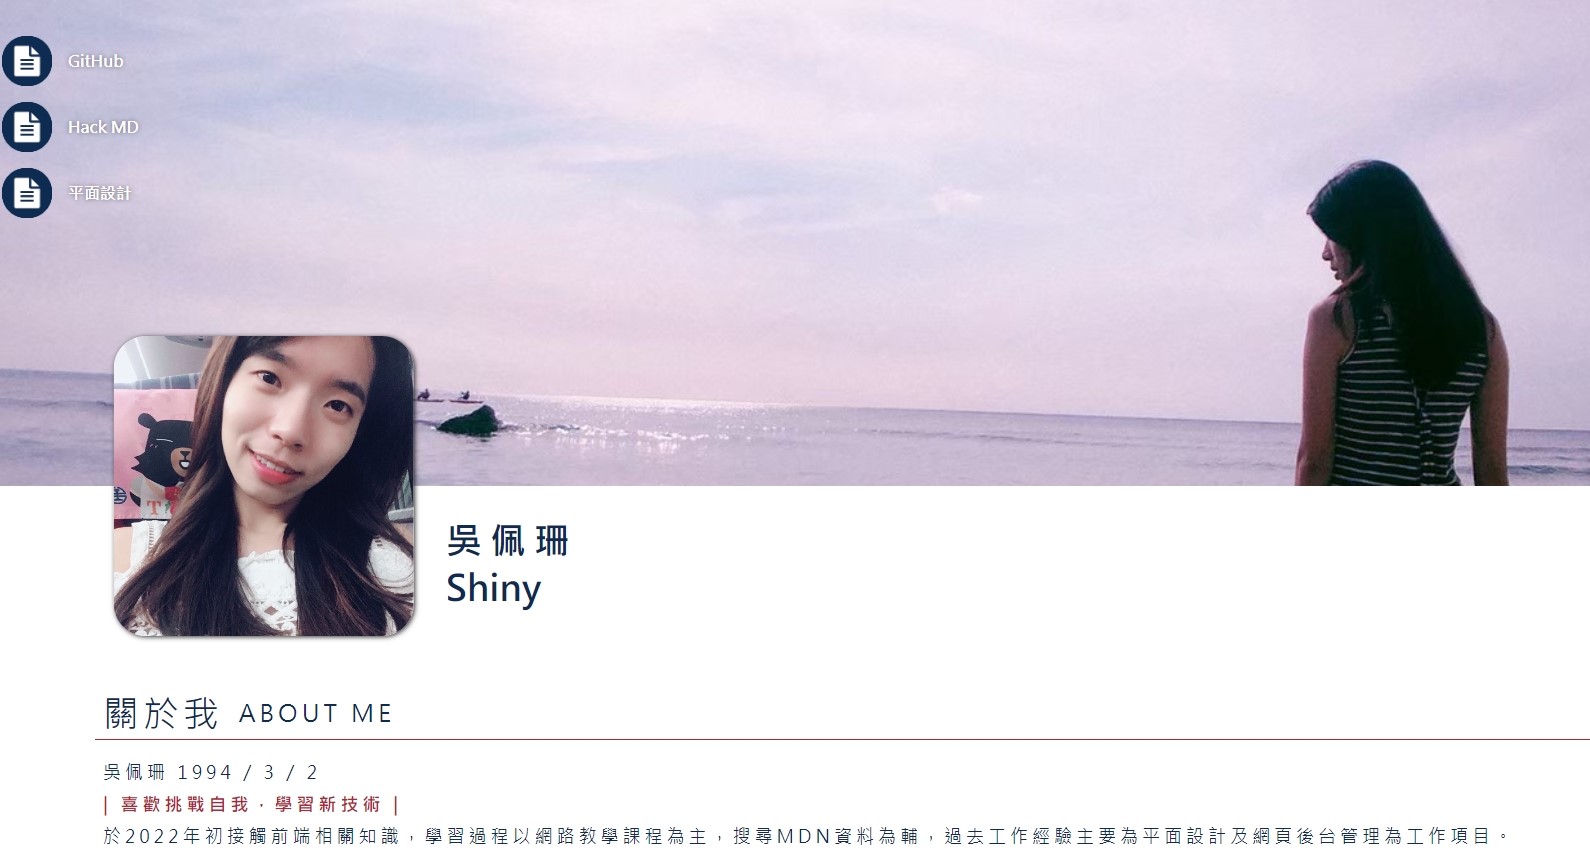 GitHub
Hack MD
平面設計
吳佩珊
Shiny
關於我 ABOUT ME
吳佩珊 1994 / 3 / 2
| 喜歡挑戰自我，學習新技術 |
於2022年初接觸前端相關知識，學習過程以網路教學課程為主，搜尋MDN資料為輔，過去工作經驗主要為平面設計及網頁後台管理為工作項目。